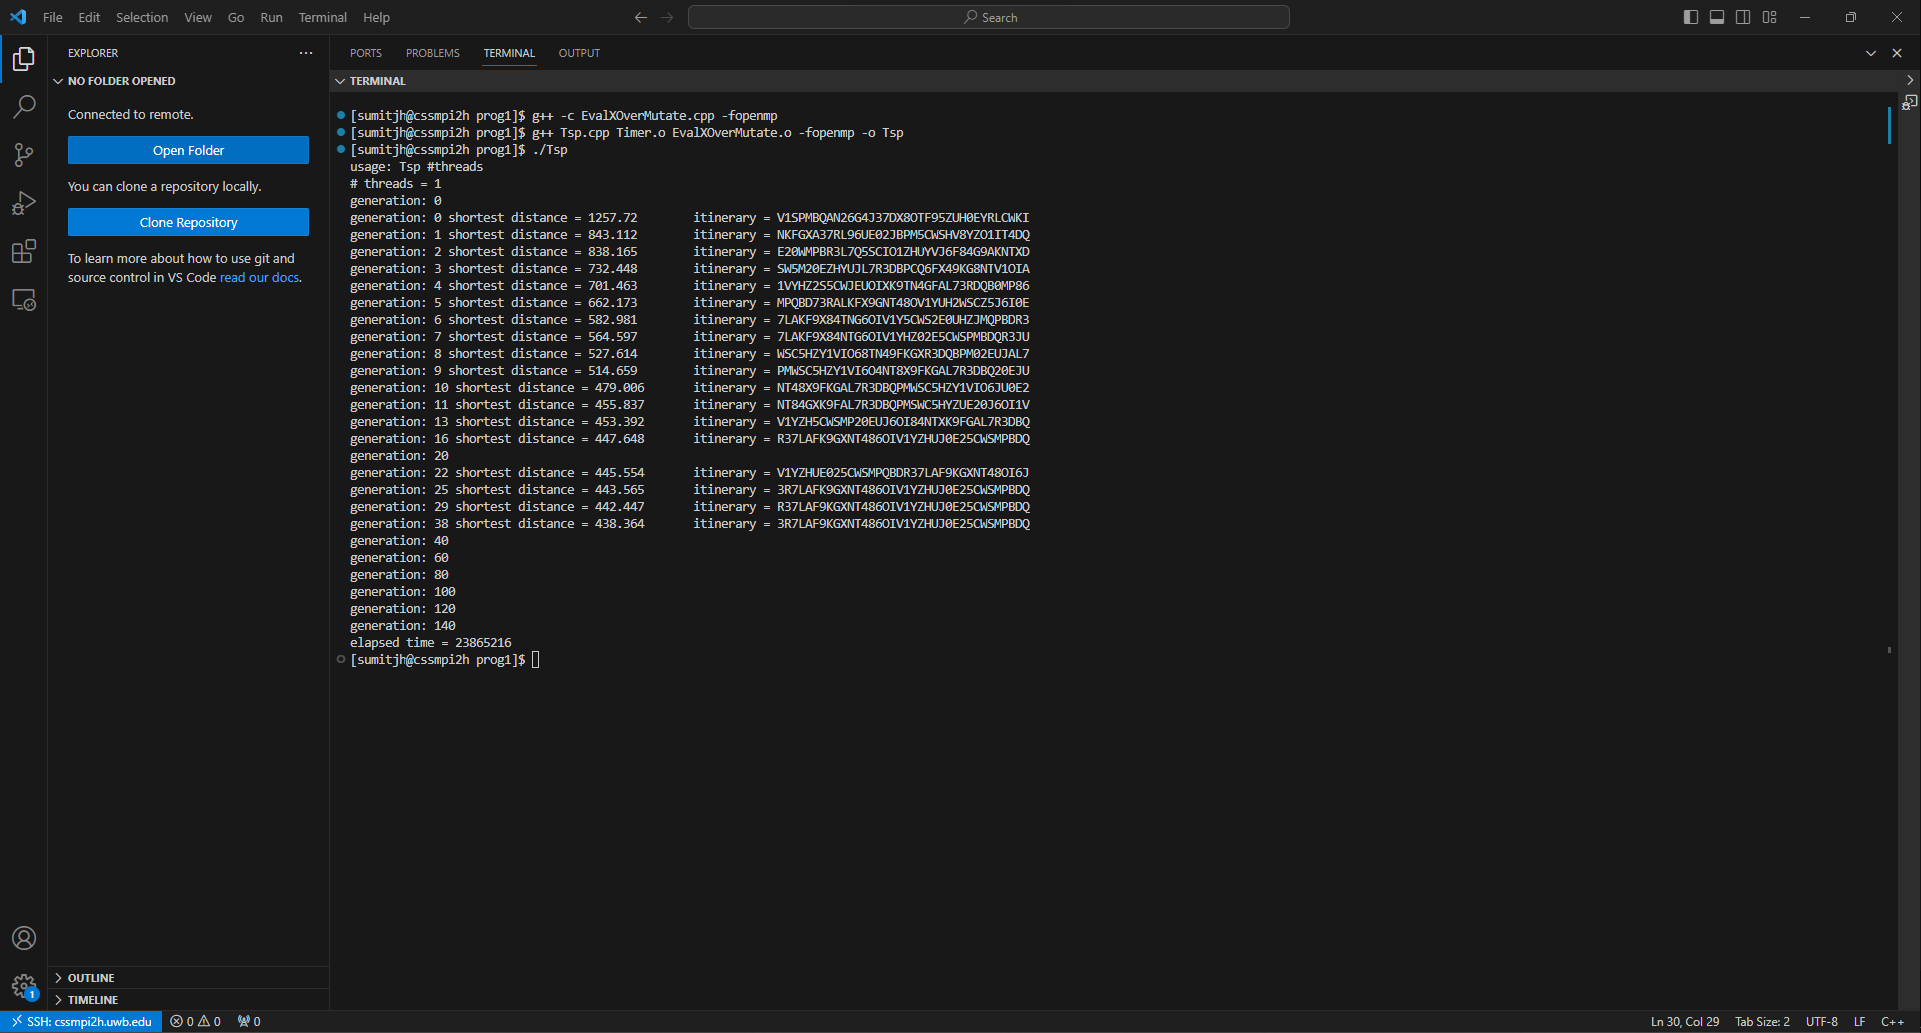 File Edit Selection View Go Run Terminal Help
Search
EXPLORER
NO FOLDER OPENED
Connected to remote.
Open Folder
You can clone a repository locally.
Clone Repository
To learn more about how to use git and
source control in VS Code read our docs.
OUTLINE
TIMELINE
PORTS PROBLEMS TERMINAL OUTPUT
TERMINAL
[sumitjh@cssmpi2h prog1]$ g++ -c EvalXOverMutate.cpp -fopenmp
[sumitjh@cssmpi2h prog1]$ g++ Tsp.cpp Timer.o EvalXOverMutate.o -fopenmp -o Tsp
[sumitjh@cssmpi2h prog1]$ ./Tsp
usage: Tsp #threads
# threads = 1
generation: 0
generation: 0 shortest distance = 1257.72 itinerary = V1SPMBQAN26G4J37DX8OTF95ZUH0EYRLCWKI
generation: 1 shortest distance = 843.112 itinerary = NKFGXA37RL96UE02JBPM5CWSHV8YZO1IT4DQ
generation: 2 shortest distance = 838.165 itinerary = E20WMPBR3L7Q5SCIO1ZHUYVJ6F84G9AKNTXD
generation: 3 shortest distance = 732.448 itinerary = SW5M20EZHYUJL7R3DBPCQ6FX49KG8NTV1OIA
generation: 4 shortest distance = 701.463 itinerary = 1VYHZ2S5CWJEUOIXK9TN4GFAL73RDQB0MP86
generation: 5 shortest distance = 662.173 itinerary = MPQBD73RALKFX9GNT48OV1YUH2WSCZ5J6I0E
generation: 6 shortest distance = 582.981 itinerary = 7LAKF9X84TNG6OIV1Y5CWS2E0UHZJMQPBDR3
generation: 7 shortest distance = 564.597 itinerary = 7LAKF9X84NTG6OIV1YHZ02E5CWSPMBDQR3JU
generation: 8 shortest distance = 527.614 itinerary = WSC5HZY1VIO68TN49FKGXR3DQBPM02EUJAL7
generation: 9 shortest distance = 514.659 itinerary = PMWSC5HZY1VI6O4NT8X9FKGAL7R3DBQ20EJU
generation: 10 shortest distance = 479.006 itinerary = NT48X9FKGAL7R3DBQPMWSC5HZY1VIO6JU0E2
generation: 11 shortest distance = 455.837 itinerary = NT84GXK9FAL7R3DBQPMSWC5HYZUE20J6OI1V
generation: 13 shortest distance = 453.392 itinerary = V1YZH5CWSMP20EUJ6OI84NTXK9FGAL7R3DBQ
generation: 16 shortest distance = 447.648 itinerary = R37LAFK9GXNT486OIV1YZHUJ0E25CWSMPBDQ
generation: 20
generation: 22 shortest distance = 445.554 itinerary = V1YZHUE025CWSMPQBDR37LAF9KGXNT48OI6J
generation: 25 shortest distance = 443.565 itinerary = 3R7LAFK9GXNT486OIV1YZHUJ0E25CWSMPBDQ
generation: 29 shortest distance = 442.447 itinerary = R37LAF9KGXNT486OIV1YZHUJ0E25CWSMPBDQ
generation: 38 shortest distance = 438.364 itinerary = 3R7LAF9KGXNT486OIV1YZHUJ0E25CWSMPBDQ
generation: 40
generation: 60
generation: 80
generation: 100
generation: 120
generation: 140
elapsed time = 23865216
[sumitjh@cssmpi2h prog1]$
1
SSH: cssmpi2h.uwb.edu 0 0 0 Ln 30, Col 29 Tab Size: 2 UTF-8 LF C++